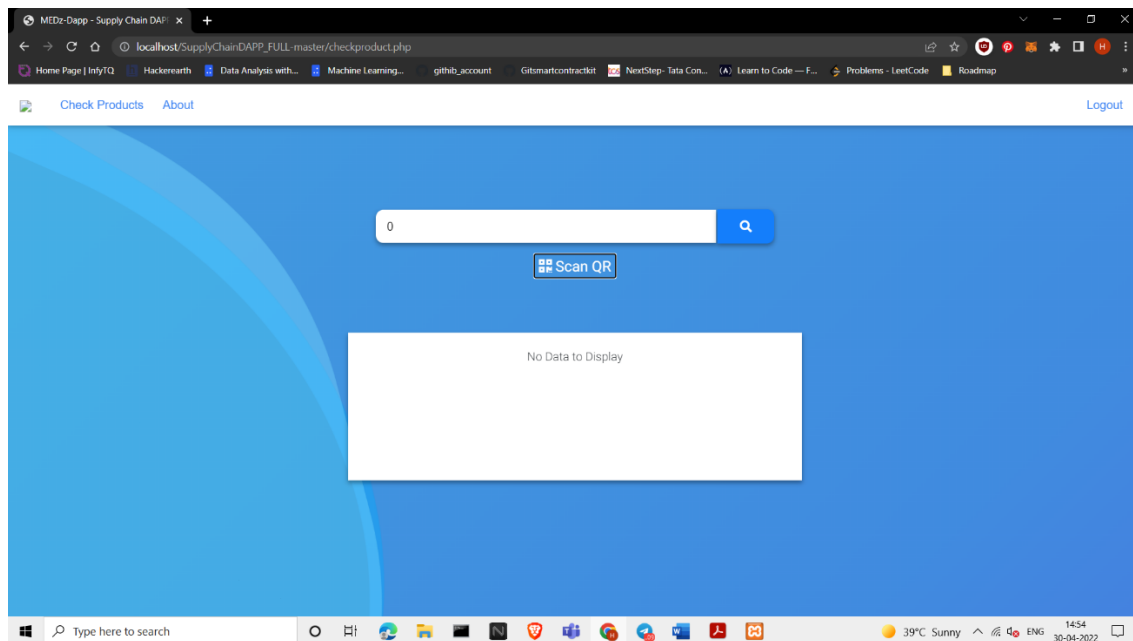 MEDz-Dapp - Supply Chain DAP
localhost/SupplyChainDAPP_FULL-master/checkproduct.php
H
Home Page | InfyTQ Hackerearth Data Analysis with... Machine Learning... githib_account Gitsmartcontractkit NextStep- Tata Con... Learn to Code — F... Problems - LeetCode Roadmap »
Check Products About Logout
0
Scan QR
No Data to Display
Type here to search 39°C Sunny ENG 14:54
30-04-2022